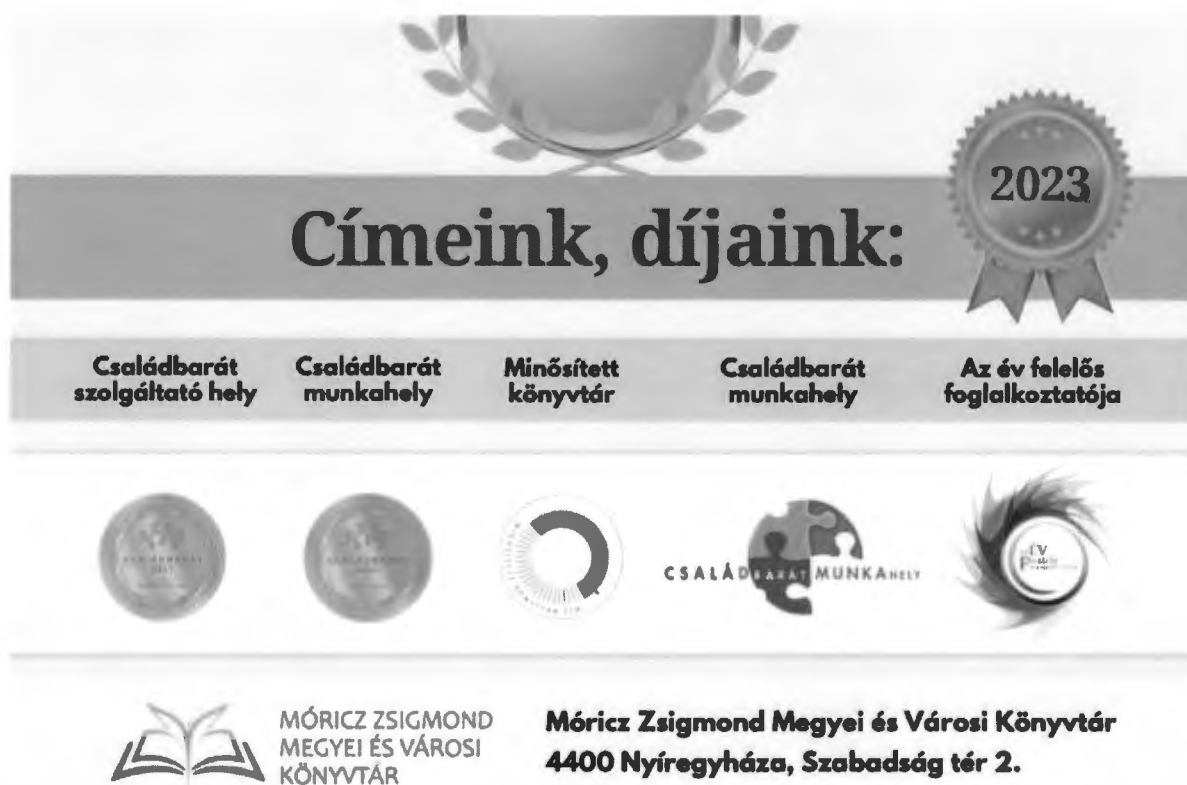 2023
Címeink, díjaink:
Családbarát
szolgáltató hely
Családbarát
munkahely
Minősített
könyvtár
Családbarát
munkahely
Az év felelős
foglalkoztatója
CSALÁDBARÁT MUNKAHELY
MÓRICZ ZSIGMOND
MEGYEI ÉS VÁROSI
KÖNYVTÁR
Móricz Zsigmond Megyei és Városi Könyvtár
4400 Nyíregyháza, Szabadság tér 2.